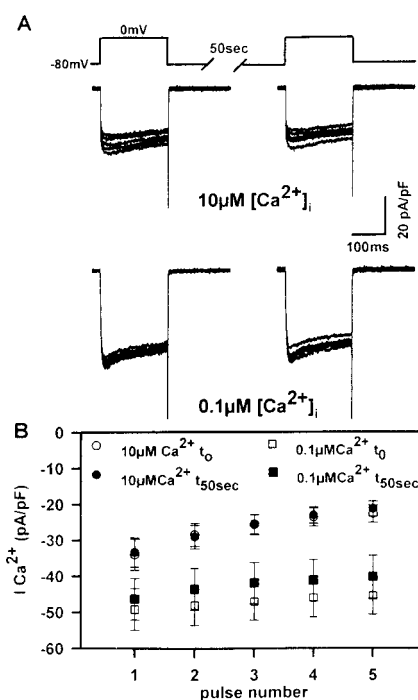 A
0mV
50sec
-80mV
10µM [Ca²⁺]ᵢ
20 pA/pF
100ms
0.1µM [Ca²⁺]ᵢ
B
0
○ 10µM Ca²⁺ tₒ
□ 0.1µMCa²⁺ t₀
● 10µMCa²⁺ t50sec
■ 0.1µMCa²⁺ t50sec
-10
-20
-30
-40
-50
-60
I Ca²⁺ (pA/pF)
1 2 3 4 5
pulse number